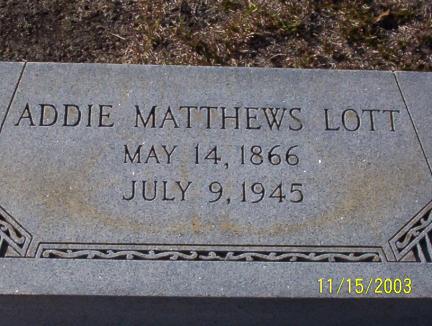 ADDIE MATTHEWS LOTT
MAY 14, 1866
JULY 9, 1945
11/15/2003